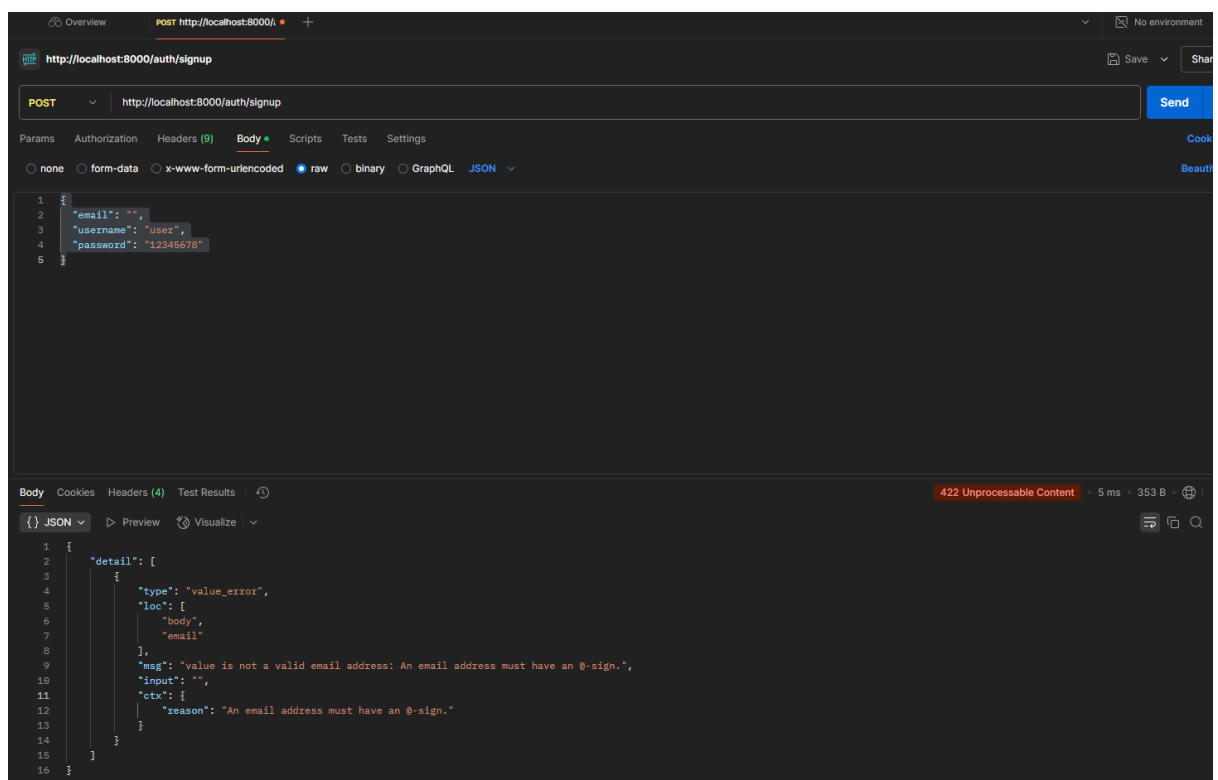 Overview
POST http://localhost:8000/
No environment
HTTP http://localhost:8000/auth/signup
Save
POST
http://localhost:8000/auth/signup
Send
Params Authorization Headers (9) Body Scripts Tests Settings
none form-data x-www-form-urlencoded raw binary GraphQL JSON
1 {
2 "email": "",
3 "username": "user",
4 "password": "12345678"
5 }
Body Cookies Headers (4) Test Results
422 Unprocessable Content 5 ms 353 B
{} JSON Preview Visualize
1 {
2 "detail": [
3 {
4 "type": "value_error",
5 "loc": [
6 "body",
7 "email"
8 ],
9 "msg": "value is not a valid email address: An email address must have an @-sign.",
10 "input": "",
11 "ctx": {
12 "reason": "An email address must have an @-sign."
13 }
14 }
15 ]
16 }